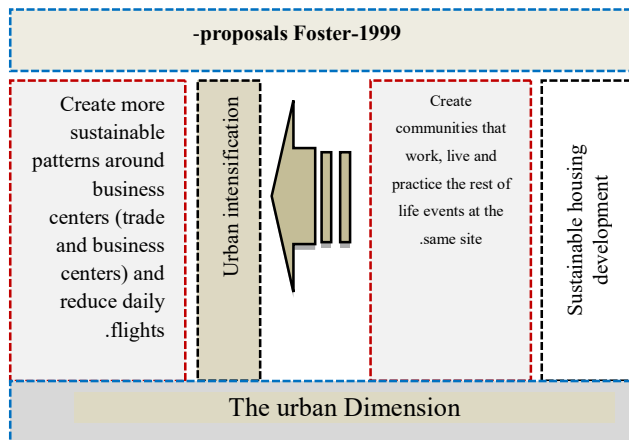 -proposals Foster-1999
Create more
sustainable
patterns around
business
centers (trade
and business
centers) and
reduce daily
.flights
Urban intensification
Create
communities that
work, live and
practice the rest of
life events at the
.same site
Sustainable housing
development
The urban Dimension